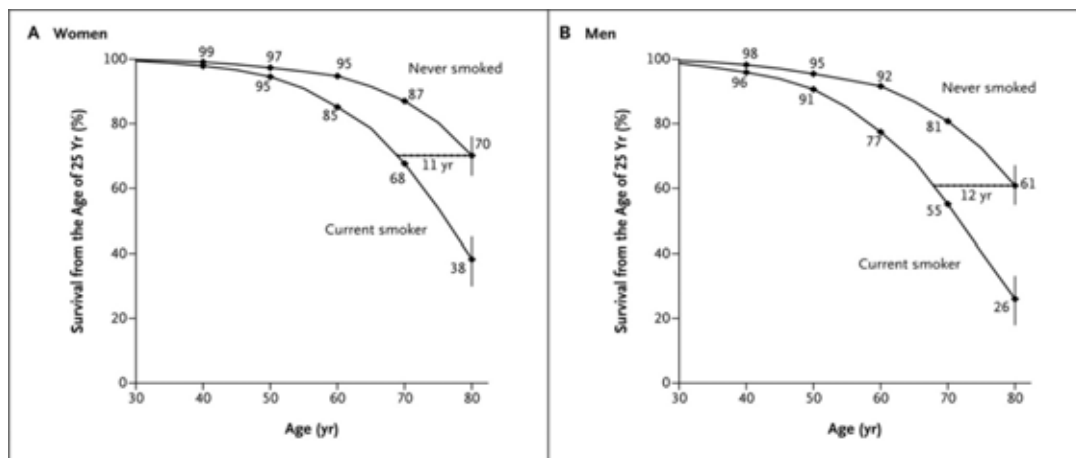 A Women
Survival from the Age of 25 Yr (%)
100
80
60
40
20
0
99
97
95
87
70
95
85
68
38
Never smoked
11 yr
Current smoker
30 40 50 60 70 80
Age (yr)
B Men
Survival from the Age of 25 Yr (%)
100
80
60
40
20
0
98
95
92
81
61
96
91
77
55
26
Never smoked
12 yr
Current smoker
30 40 50 60 70 80
Age (yr)